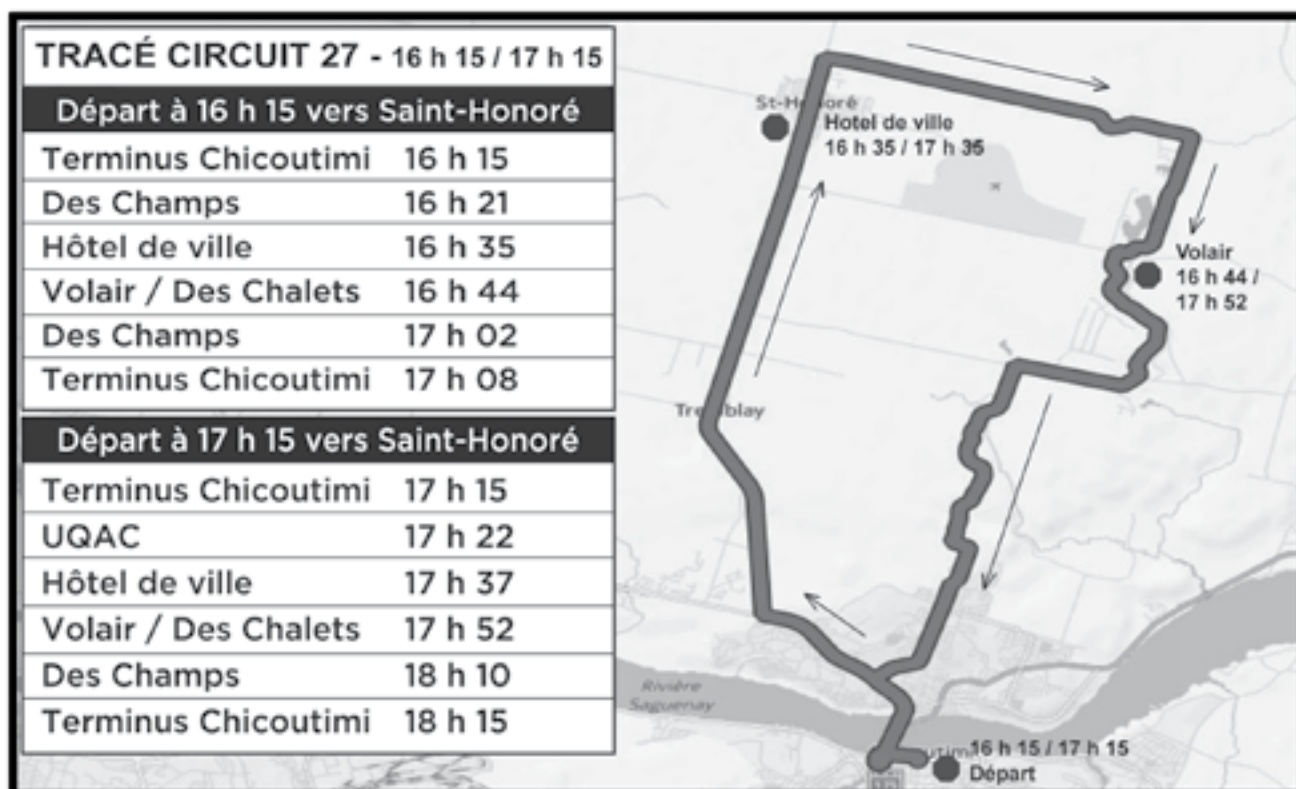 TRACÉ CIRCUIT 27 - 16 h 15 / 17 h 15
Départ à 16 h 15 vers Saint-Honoré
Terminus Chicoutimi 16 h 15
Des Champs 16 h 21
Hôtel de ville 16 h 35
Volair / Des Chalets 16 h 44
Des Champs 17 h 02
Terminus Chicoutimi 17 h 08
Départ à 17 h 15 vers Saint-Honoré
Terminus Chicoutimi 17 h 15
UQAC 17 h 22
Hôtel de ville 17 h 37
Volair / Des Chalets 17 h 52
Des Champs 18 h 10
Terminus Chicoutimi 18 h 15
Hotel de ville
16 h 35 / 17 h 35
Volair
16 h 44 /
17 h 52
Rivière
Saguenay
16 h 15 / 17 h 15
Départ